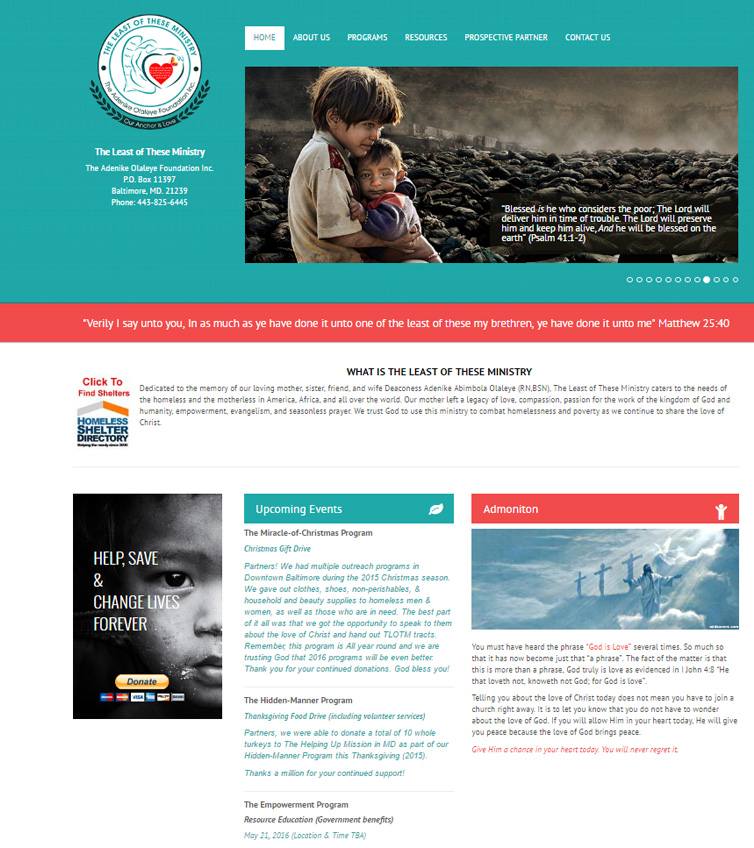 THE LEAST OF THESE MINISTRY
The Adenike Olaleye Foundation Inc.
Our Anchor is Love
The Least of These Ministry
The Adenike Olaleye Foundation Inc.
P.O. Box 11397
Baltimore, MD. 21239
Phone: 443-825-6445
HOME ABOUT US PROGRAMS RESOURCES PROSPECTIVE PARTNER CONTACT US
"Blessed is he who considers the poor; The Lord will
deliver him in time of trouble. The Lord will preserve
him and keep him alive, And he will be blessed on the
earth" (Psalm 41:1-2)
"Verily I say unto you, In as much as ye have done it unto one of the least of these my brethren, ye have done it unto me" Matthew 25:40
Click To
Find Shelters
HOMELESS
SHELTER
DIRECTORY
Helping the needy since 2003
WHAT IS THE LEAST OF THESE MINISTRY
Dedicated to the memory of our loving mother, sister, friend, and wife Deaconess Adenike Abimbola Olaleye (RN,BSN), The Least of These Ministry caters to the needs of
the homeless and the motherless in America, Africa, and all over the world. Our mother left a legacy of love, compassion, passion for the work of the kingdom of God and
humanity, empowerment, evangelism, and seasonless prayer. We trust God to use this ministry to combat homelessness and poverty as we continue to share the love of
Christ.
HELP, SAVE
&
CHANGE LIVES
FOREVER
Donate
VISA
Upcoming Events
The Miracle-of-Christmas Program
Christmas Gift Drive
Partners! We had multiple outreach programs in
Downtown Baltimore during the 2015 Christmas season.
We gave out clothes, shoes, non-perishables, &
household and beauty supplies to homeless men &
women, as well as those who are in need. The best part
of it all was that we got the opportunity to speak to them
about the love of Christ and hand out TLOTM tracts.
Remember, this program is All year round and we are
trusting God that 2016 programs will be even better.
Thank you for your continued donations. God bless you!
The Hidden-Manner Program
Thanksgiving Food Drive (including volunteer services)
Partners, we were able to donate a total of 10 whole
turkeys to The Helping Up Mission in MD as part of our
Hidden-Manner Program this Thanksgiving (2015).
Thanks a million for your continued support!
The Empowerment Program
Resource Education (Government benefits)
May 21, 2016 (Location & Time TBA)
Admoniton
You must have heard the phrase "God is Love" several times. So much so
that it has now become just that "a phrase". The fact of the matter is that
this is more than a phrase. God truly is love as evidenced in I John 4:8 "He
that loveth not, knoweth not God; for God is love".
Telling you about the love of Christ today does not mean you have to join a
church right away. It is to let you know that you do not have to wonder
about the love of God. If you will allow Him in your heart today, He will give
you peace because the love of God brings peace.
Give Him a chance in your heart today. You will never regret it.